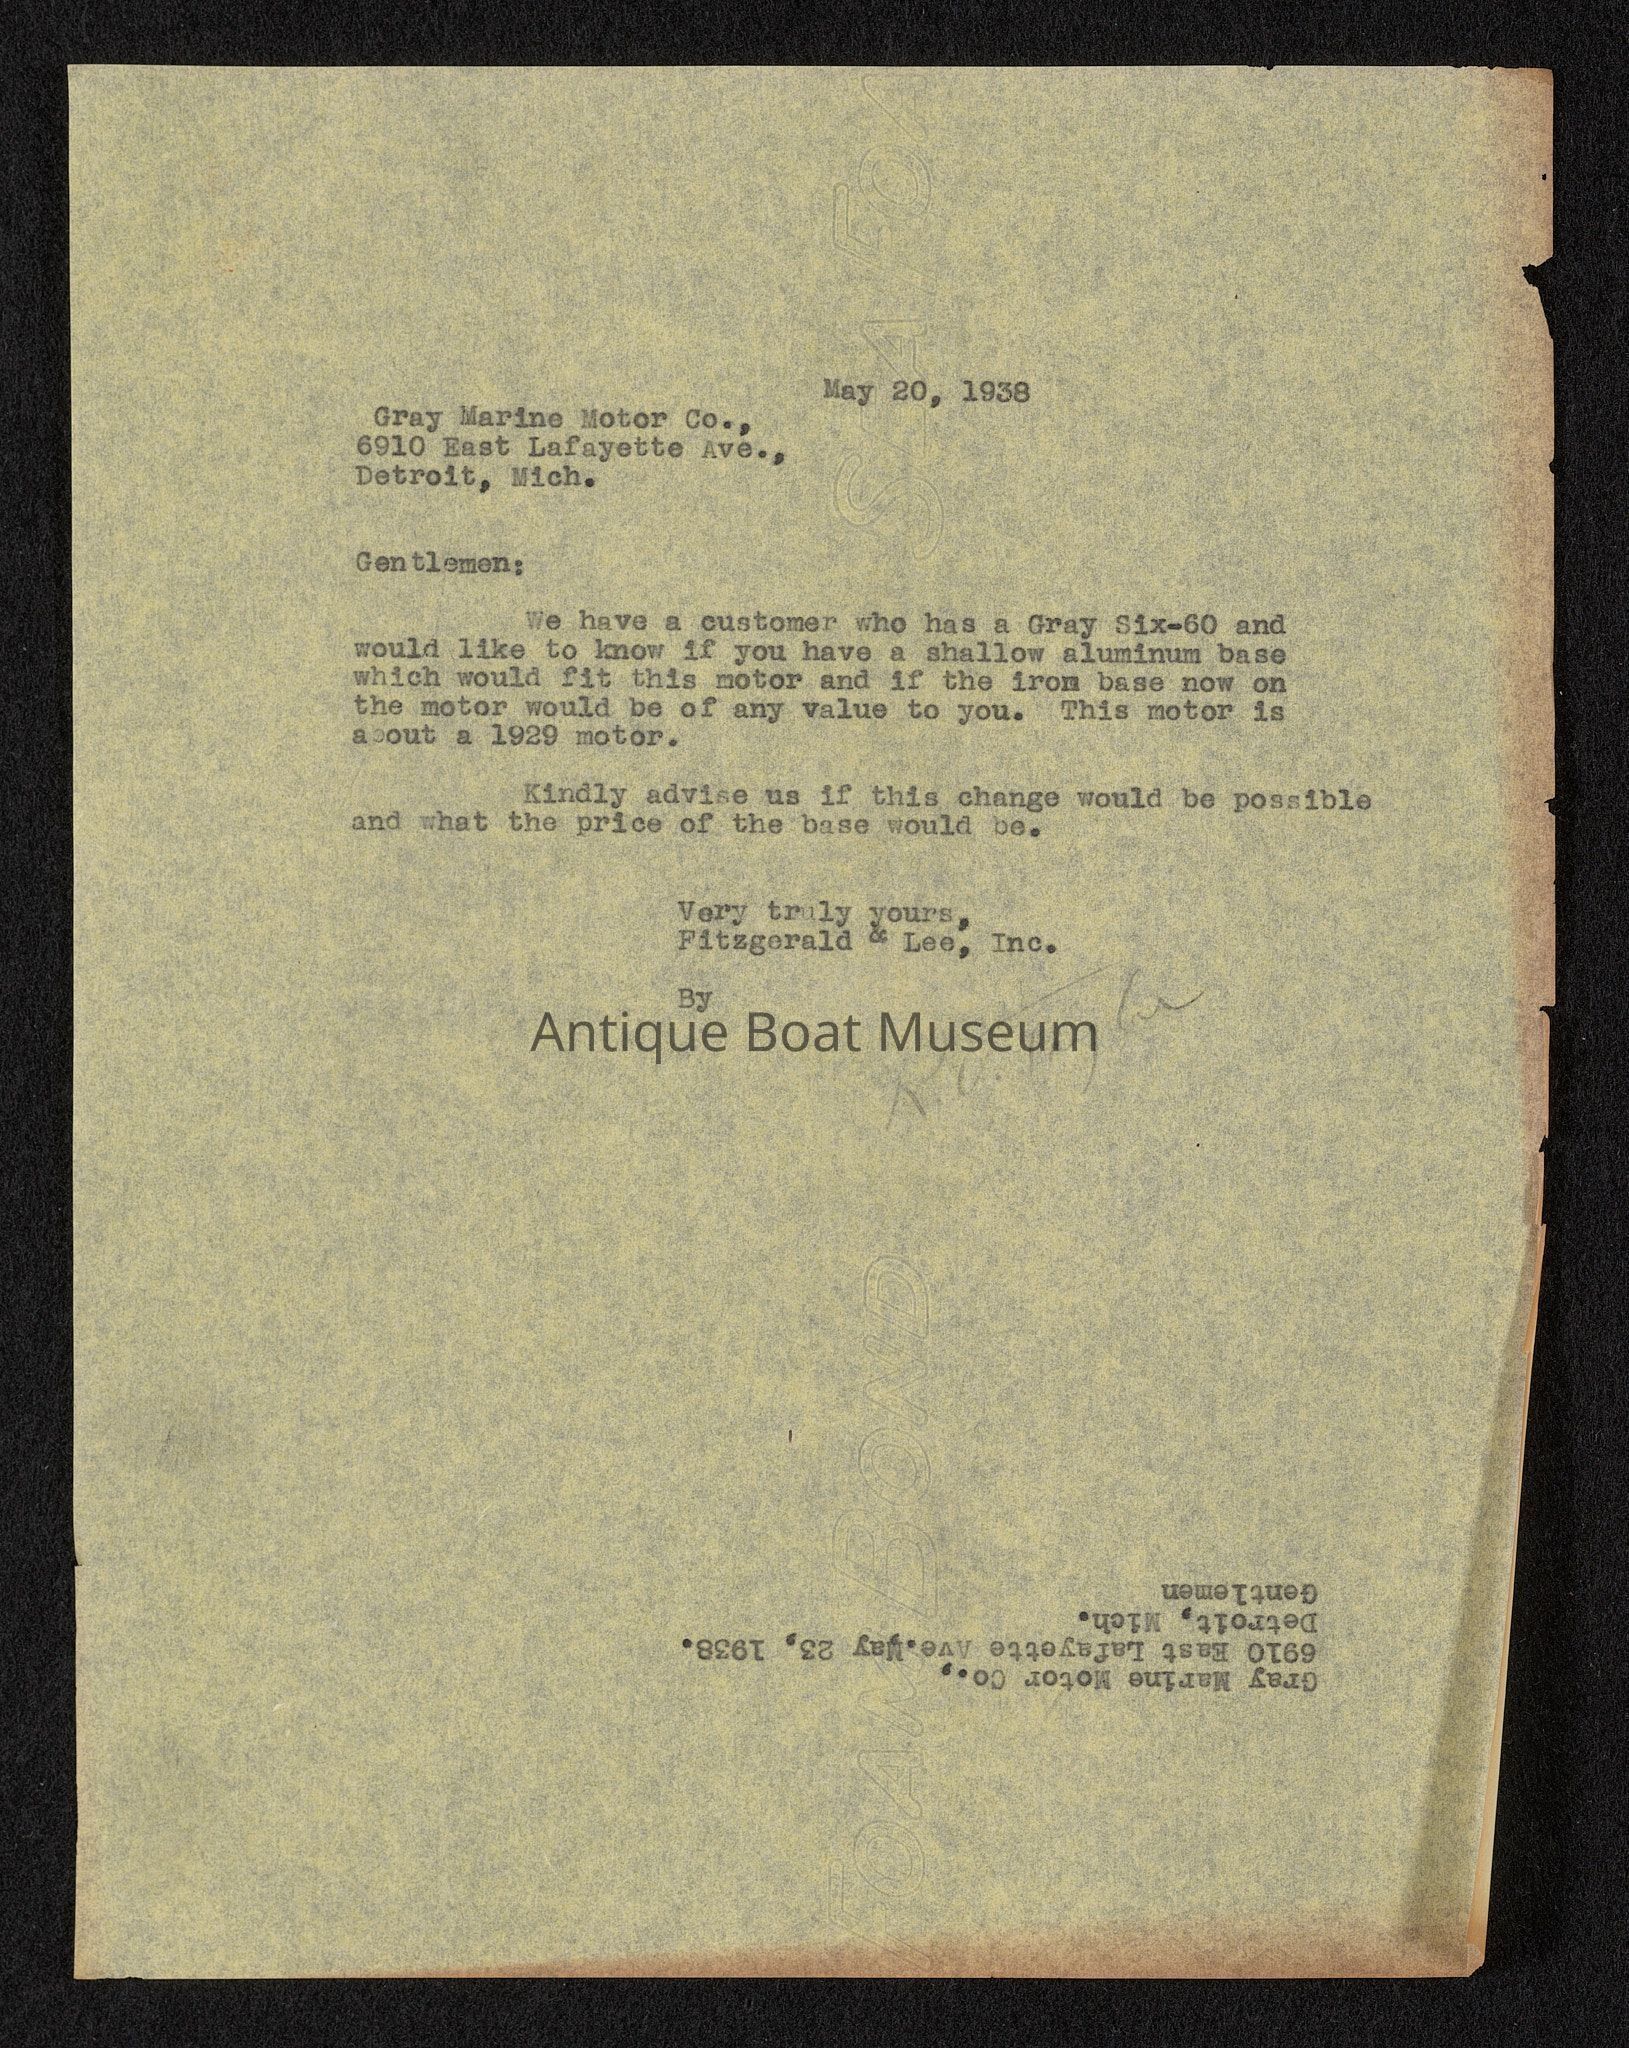 May 20, 1938
Gray Marine Motor Co.,
6910 East Lafayette Ave.,
Detroit, Mich.
Gentlemen:
We have a customer who has a Gray Six-60 and
would like to know if you have a shallow aluminum base
which would fit this motor and if the iron base now on
the motor would be of any value to you. This motor is
about a 1929 motor.
Kindly advise us if this change would be possible
and what the price of the base would be.
Very truly yours,
Fitzgerald & Lee, Inc.
By
Antique Boat Museum
Gray Marine Motor Co.,
6910 East Lafayette Ave. May 23, 1938.
Detroit, Mich.
Gentlemen
BOND